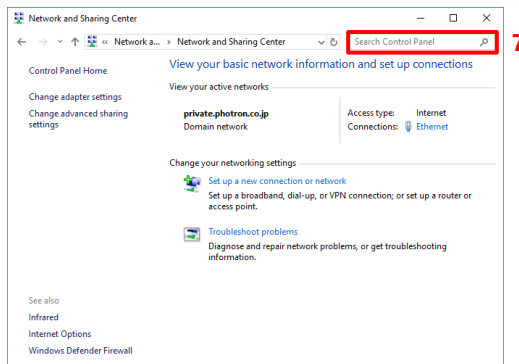 Network and Sharing Center
« Network a... > Network and Sharing Center
Search Control Panel
7
Control Panel Home
Change adapter settings
Change advanced sharing
settings
View your basic network information and set up connections
View your active networks
private.photron.co.jp
Domain network
Access type: Internet
Connections: Ethernet
Change your networking settings
Set up a new connection or network
Set up a broadband, dial-up, or VPN connection; or set up a router or
access point.
Troubleshoot problems
Diagnose and repair network problems, or get troubleshooting
information.
See also
Infrared
Internet Options
Windows Defender Firewall